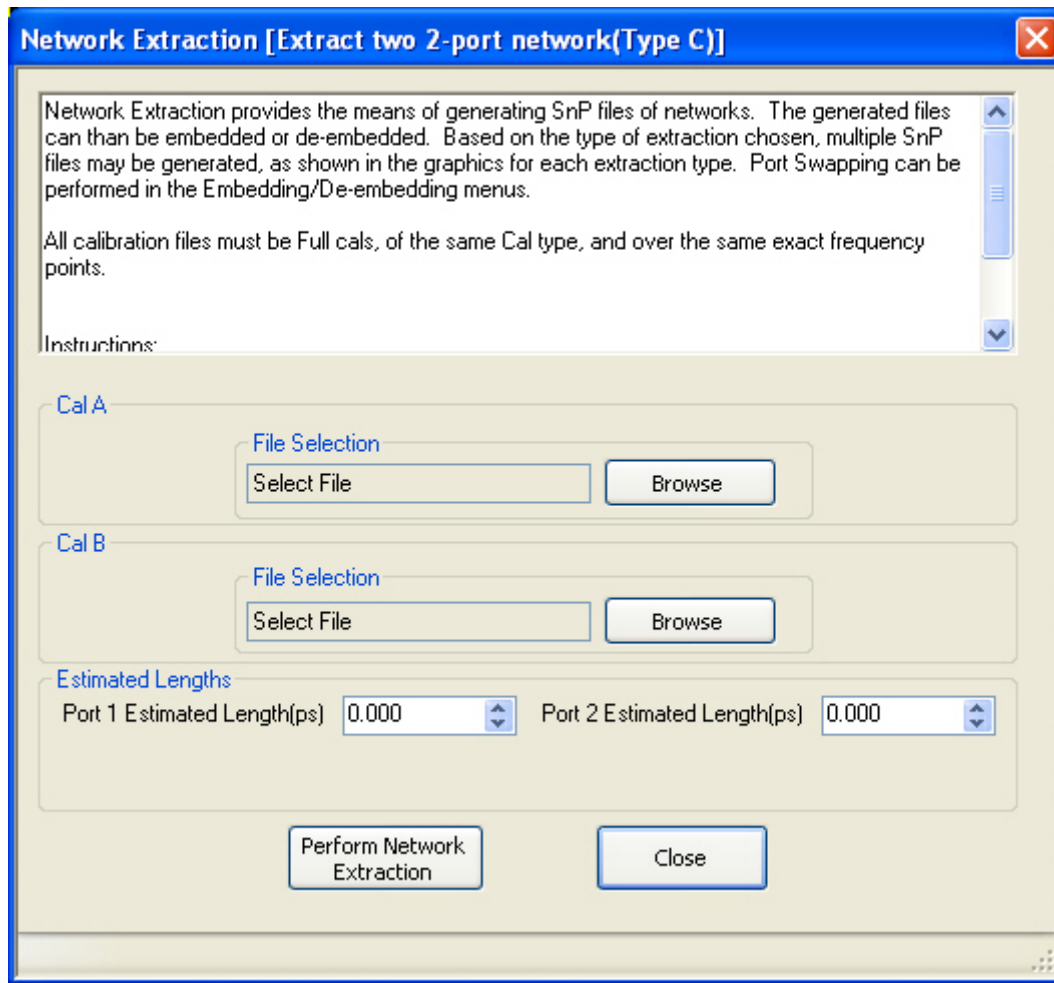 Network Extraction [Extract two 2-port network(Type C)]
Network Extraction provides the means of generating SnP files of networks. The generated files
can than be embedded or de-embedded. Based on the type of extraction chosen, multiple SnP
files may be generated, as shown in the graphics for each extraction type. Port Swapping can be
performed in the Embedding/De-embedding menus.
All calibration files must be Full cals, of the same Cal type, and over the same exact frequency
points.
Instructions:
Cal A
File Selection
Select File Browse
Cal B
File Selection
Select File Browse
Estimated Lengths
Port 1 Estimated Length(ps) 0.000 Port 2 Estimated Length(ps) 0.000
Perform Network
Extraction
Close